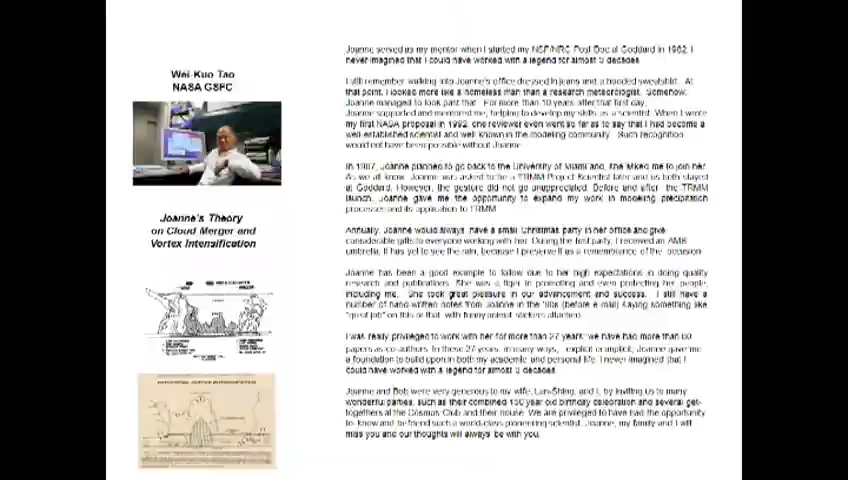 Wei-Kuo Tao
NASA GSFC
Joanne's Theory
on Cloud Merger and
Vortex Intensification
Joanne served as my mentor when I started my NSF/NRC Post Doc at Goddard in 1982. I
never imagined that I could have worked with a legend for almost 3 decades
I still remember walking into Joanne's office dressed in jeans and a hooded sweatshirt. At
that point, I looked more like a homeless man than a research meteorologist. Somehow,
Joanne managed to look past that. For more than 10 years after that first day,
Joanne supported and mentored me, helping to develop my skills as a scientist. When I wrote
my first NASA proposal in 1992, one reviewer even went so far as to say that I had become a
well-established scientist and well known in the modeling community. Such recognition
would not have been possible without Joanne
In 1987, Joanne planned to go back to the University of Miami and, she asked me to join her.
As we all know, Joanne was asked to be a TRMM Project Scientist later and us both stayed
at Goddard. However, the gesture did not go unappreciated. Before and after the TRMM
launch, Joanne gave me the opportunity to expand my work in modeling precipitation
processes and its application to TRMM
Annually, Joanne would always have a small Christmas party in her office and give
considerable gifts to everyone working with her. During the first party, I received an AMS
umbrella. It has yet to see the rain, because I preserve it as a remembrance of the occasion
Joanne has been a good example to follow due to her high expectations in doing quality
research and publications. She was a tiger in promoting and even protecting her people,
including me. She took great pleasure in our advancement and success. I still have a
number of hand-written notes from Joanne in the '80s (before e-mail) saying something like
"great job" on this or that with funny animal stickers attached
I was really privileged to work with her for more than 27 years; we have had more than 60
papers as co-authors. In those 27 years, in many ways, explicit or implicit, Joanne gave me
a foundation to build upon in both my academic and personal life. I never imagined that I
could have worked with a legend for almost 3 decades
Joanne and Bob were very generous to my wife, Lan-Shing, and I, by inviting us to many
wonderful parties, such as their combined 150 year old birthday celebration and several get-
togethers at the Cosmos Club and their house. We are privileged to have had the opportunity
to know and be friend such a world-class pioneering scientist. Joanne, my family and I will
miss you and our thoughts will always be with you.